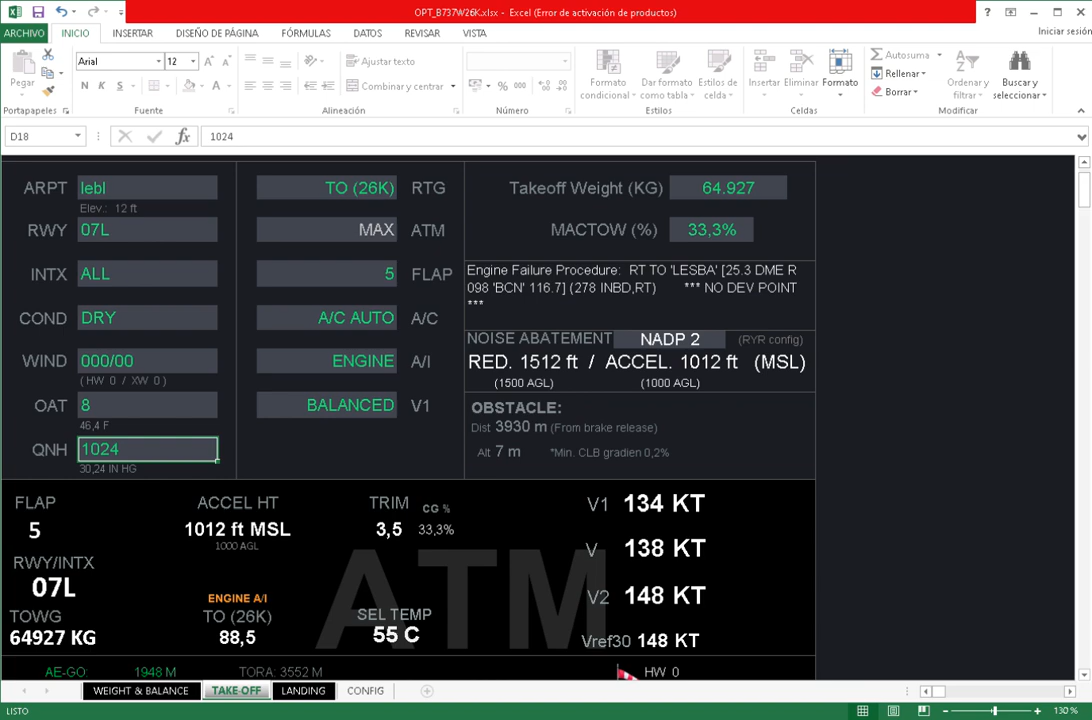 OPT_B737W26K.xlsx - Excel (Error de activación de productos)
ARCHIVO INICIO INSERTAR DISEÑO DE PÁGINA FÓRMULAS DATOS REVISAR VISTA Iniciar sesión
Pegar
Arial 12
N K S
Ajustar texto
Combinar y centrar
% 000
Formato condicional
Dar formato como tabla
Estilos de celda
Insertar Eliminar Formato
Autosuma
Rellenar
Borrar
Ordenar y filtrar
Buscar y seleccionar
Portapapeles Fuente Alineación Número Estilos Celdas Modificar
D18 fx 1024
ARPT lebl
Elev.: 12 ft
RWY 07L
INTX ALL
COND DRY
WIND 000/00
( HW 0 / XW 0 )
OAT 8
46,4 F
QNH 1024
30,24 IN HG
TO (26K) RTG
MAX ATM
5 FLAP
A/C AUTO A/C
ENGINE A/I
BALANCED V1
Takeoff Weight (KG) 64.927
MACTOW (%) 33,3%
Engine Failure Procedure: RT TO 'LESBA' [25.3 DME R
098 'BCN' 116.7] (278 INBD,RT) *** NO DEV POINT
***
NOISE ABATEMENT NADP 2 (RYR config)
RED. 1512 ft / ACCEL. 1012 ft (MSL)
(1500 AGL) (1000 AGL)
OBSTACLE:
Dist 3930 m (From brake release)
Alt 7 m *Min. CLB gradien 0,2%
FLAP
5
ACCEL HT
1012 ft MSL
1000 AGL
TRIM CG %
3,5 33,3%
V1 134 KT
V 138 KT
V2 148 KT
Vref30 148 KT
RWY/INTX
07L
TOWG
64927 KG
ENGINE A/I
TO (26K)
88,5
ATM
SEL TEMP
55 C
AE-GO: 1948 M TORA: 3552 M HW 0
WEIGHT & BALANCE TAKE OFF LANDING CONFIG
LISTO 130 %